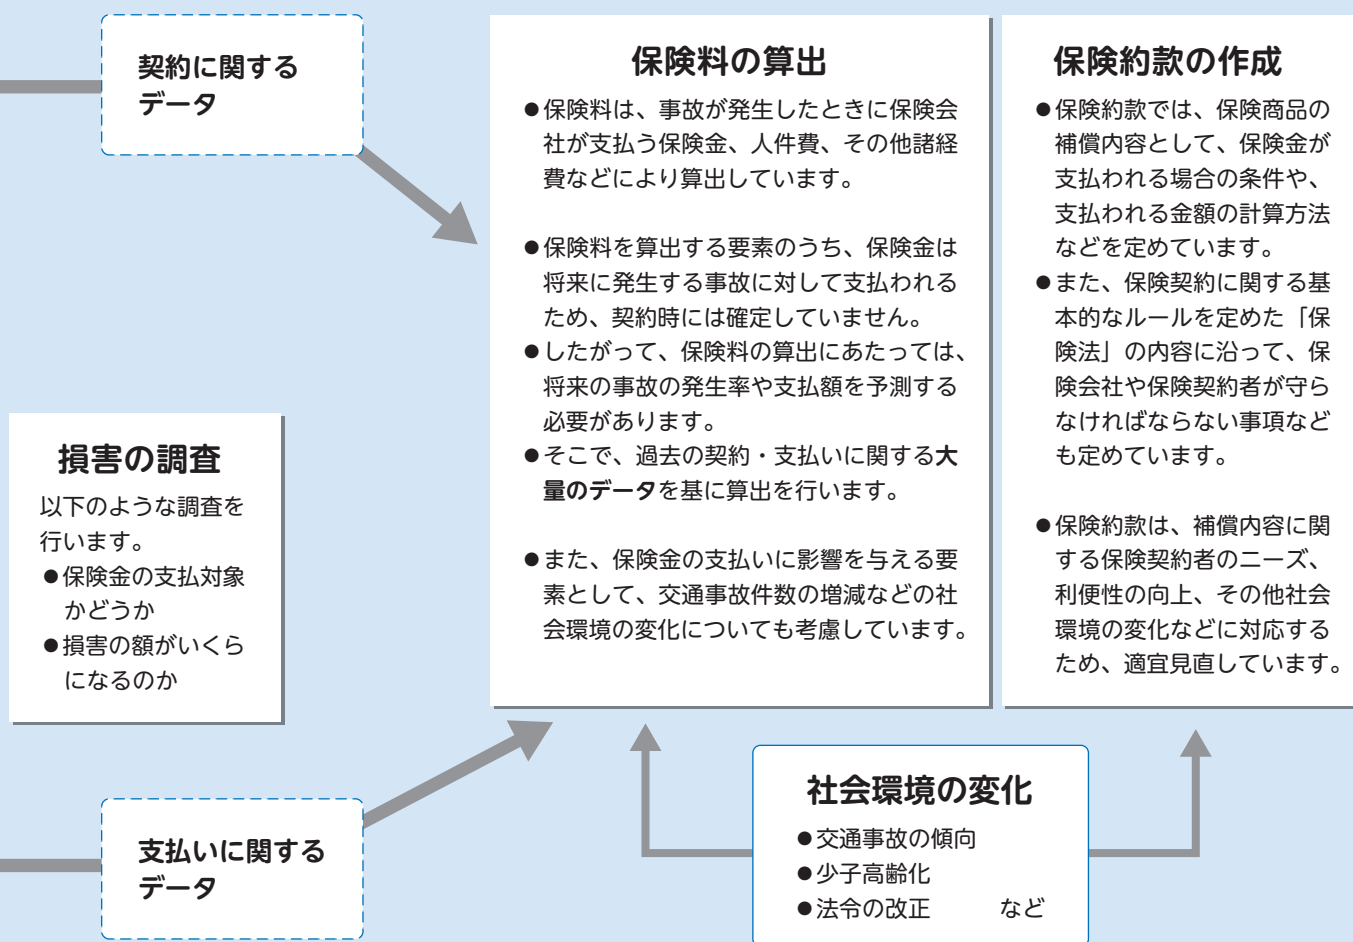 契約に関する
データ
保険料の算出
●保険料は、事故が発生したときに保険会
社が支払う保険金、人件費、その他諸経
費などにより算出しています。
●保険料を算出する要素のうち、保険金は
将来に発生する事故に対して支払われる
ため、契約時には確定していません。
●したがって、保険料の算出にあたっては、
将来の事故の発生率や支払額を予測する
必要があります。
●そこで、過去の契約・支払いに関する大
量のデータを基に算出を行います。
●また、保険金の支払いに影響を与える要
素として、交通事故件数の増減などの社
会環境の変化についても考慮しています。
保険約款の作成
●保険約款では、保険商品の
補償内容として、保険金が
支払われる場合の条件や、
支払われる金額の計算方法
などを定めています。
●また、保険契約に関する基
本的なルールを定めた「保
険法」の内容に沿って、保
険会社や保険契約者が守ら
なければならない事項など
も定めています。
●保険約款は、補償内容に関
する保険契約者のニーズ、
利便性の向上、その他社会
環境の変化などに対応する
ため、適宜見直しています。
損害の調査
以下のような調査を
行います。
●保険金の支払対象
かどうか
●損害の額がいくら
になるのか
支払いに関する
データ
社会環境の変化
●交通事故の傾向
●少子高齢化
●法令の改正 など